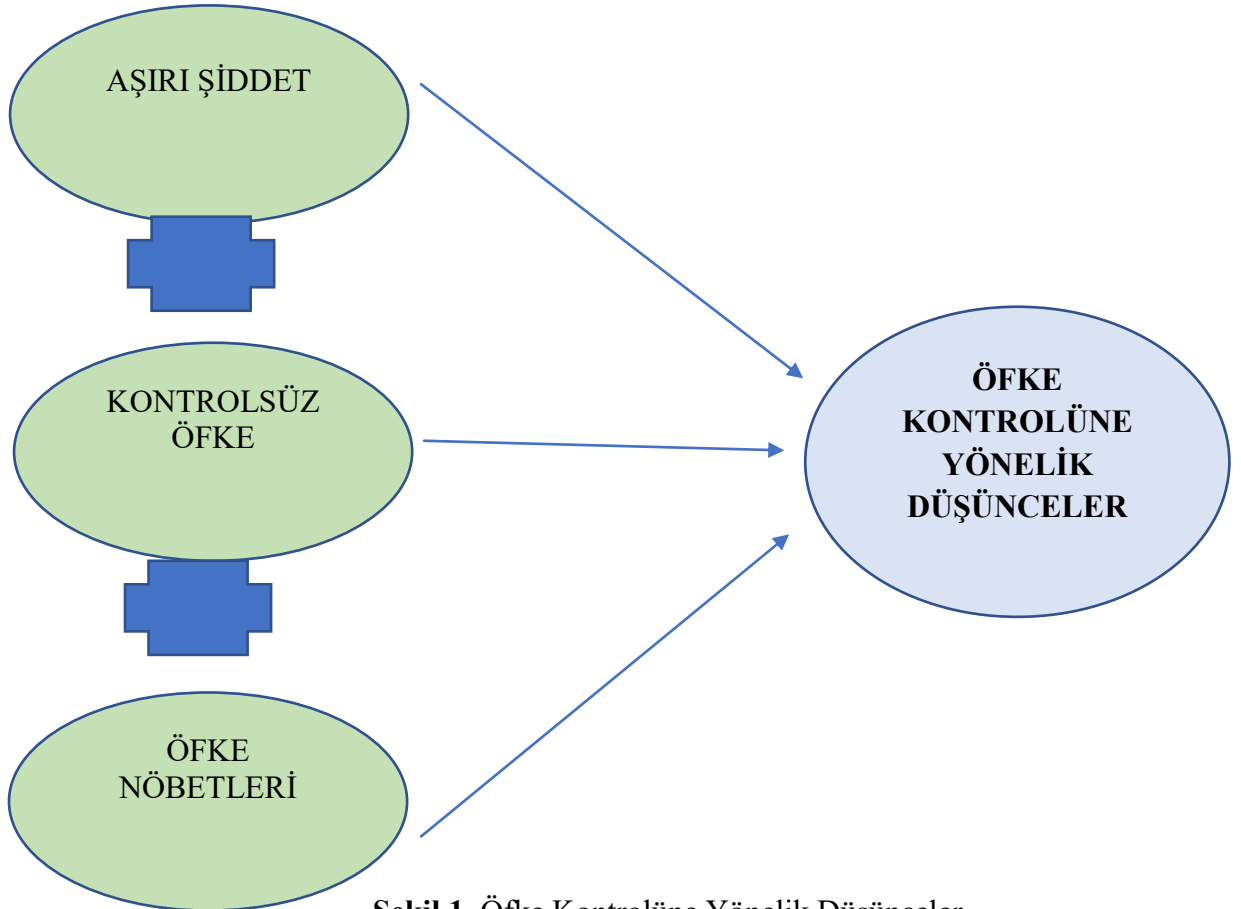 AŞIRI ŞİDDET
KONTROLSÜZ
ÖFKE
ÖFKE
NÖBETLERİ
ÖFKE
KONTROLÜNE
YÖNELİK
DÜŞÜNCELER
Şekil 1. Öfke Kontrolüne Yönelik Düşünceler